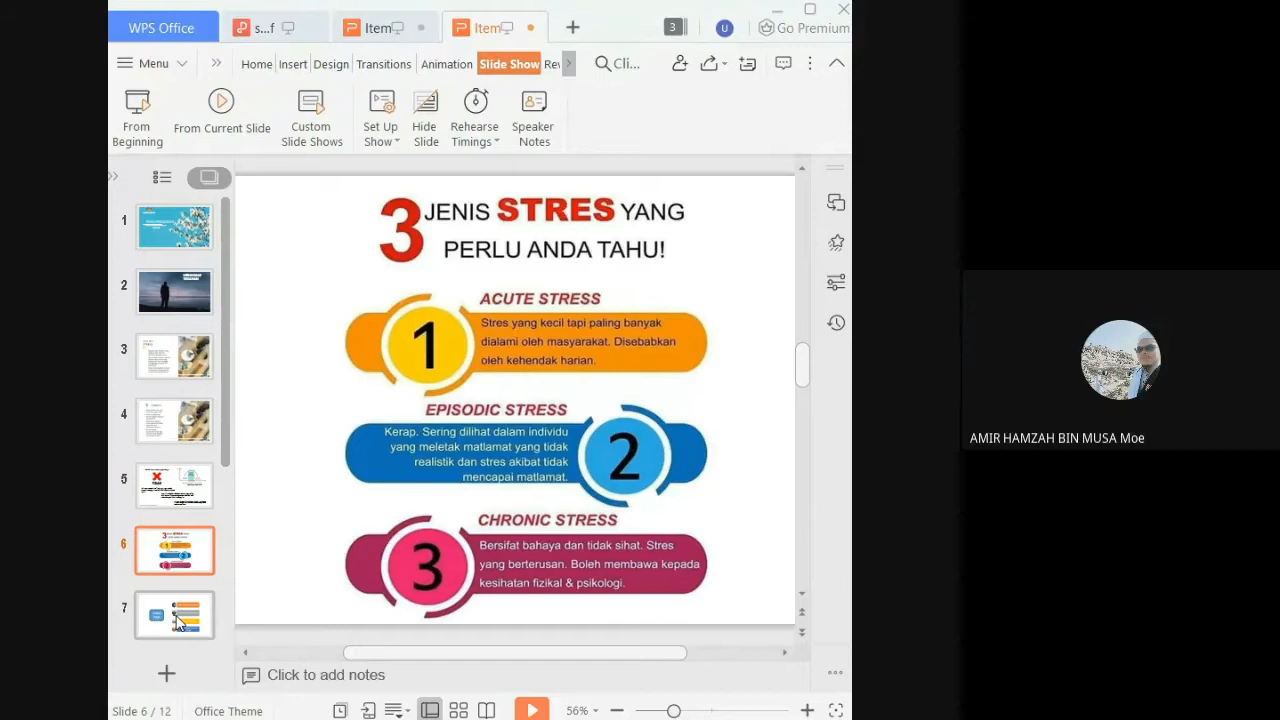 WPS Office
s...f
Item
Item
3
U
Go Premium
Menu
Home
Insert
Design
Transitions
Animation
Slide Show
Re
Cli...
From Beginning
From Current Slide
Custom Slide Shows
Set Up Show
Hide Slide
Rehearse Timings
Speaker Notes
1
2
3
4
5
6
7
3 JENIS STRES YANG
PERLU ANDA TAHU!
ACUTE STRESS
1
Stres yang kecil tapi paling banyak
dialami oleh masyarakat. Disebabkan
oleh kehendak harian.
EPISODIC STRESS
Kerap. Sering dilihat dalam individu
yang meletak matlamat yang tidak
realistik dan stres akibat tidak
mencapai matlamat.
2
CHRONIC STRESS
3
Bersifat bahaya dan tidak sihat. Stres
yang berterusan. Boleh membawa kepada
kesihatan fizikal & psikologi.
Click to add notes
Slide 6 / 12
Office Theme
56%
AMIR HAMZAH BIN MUSA Moe